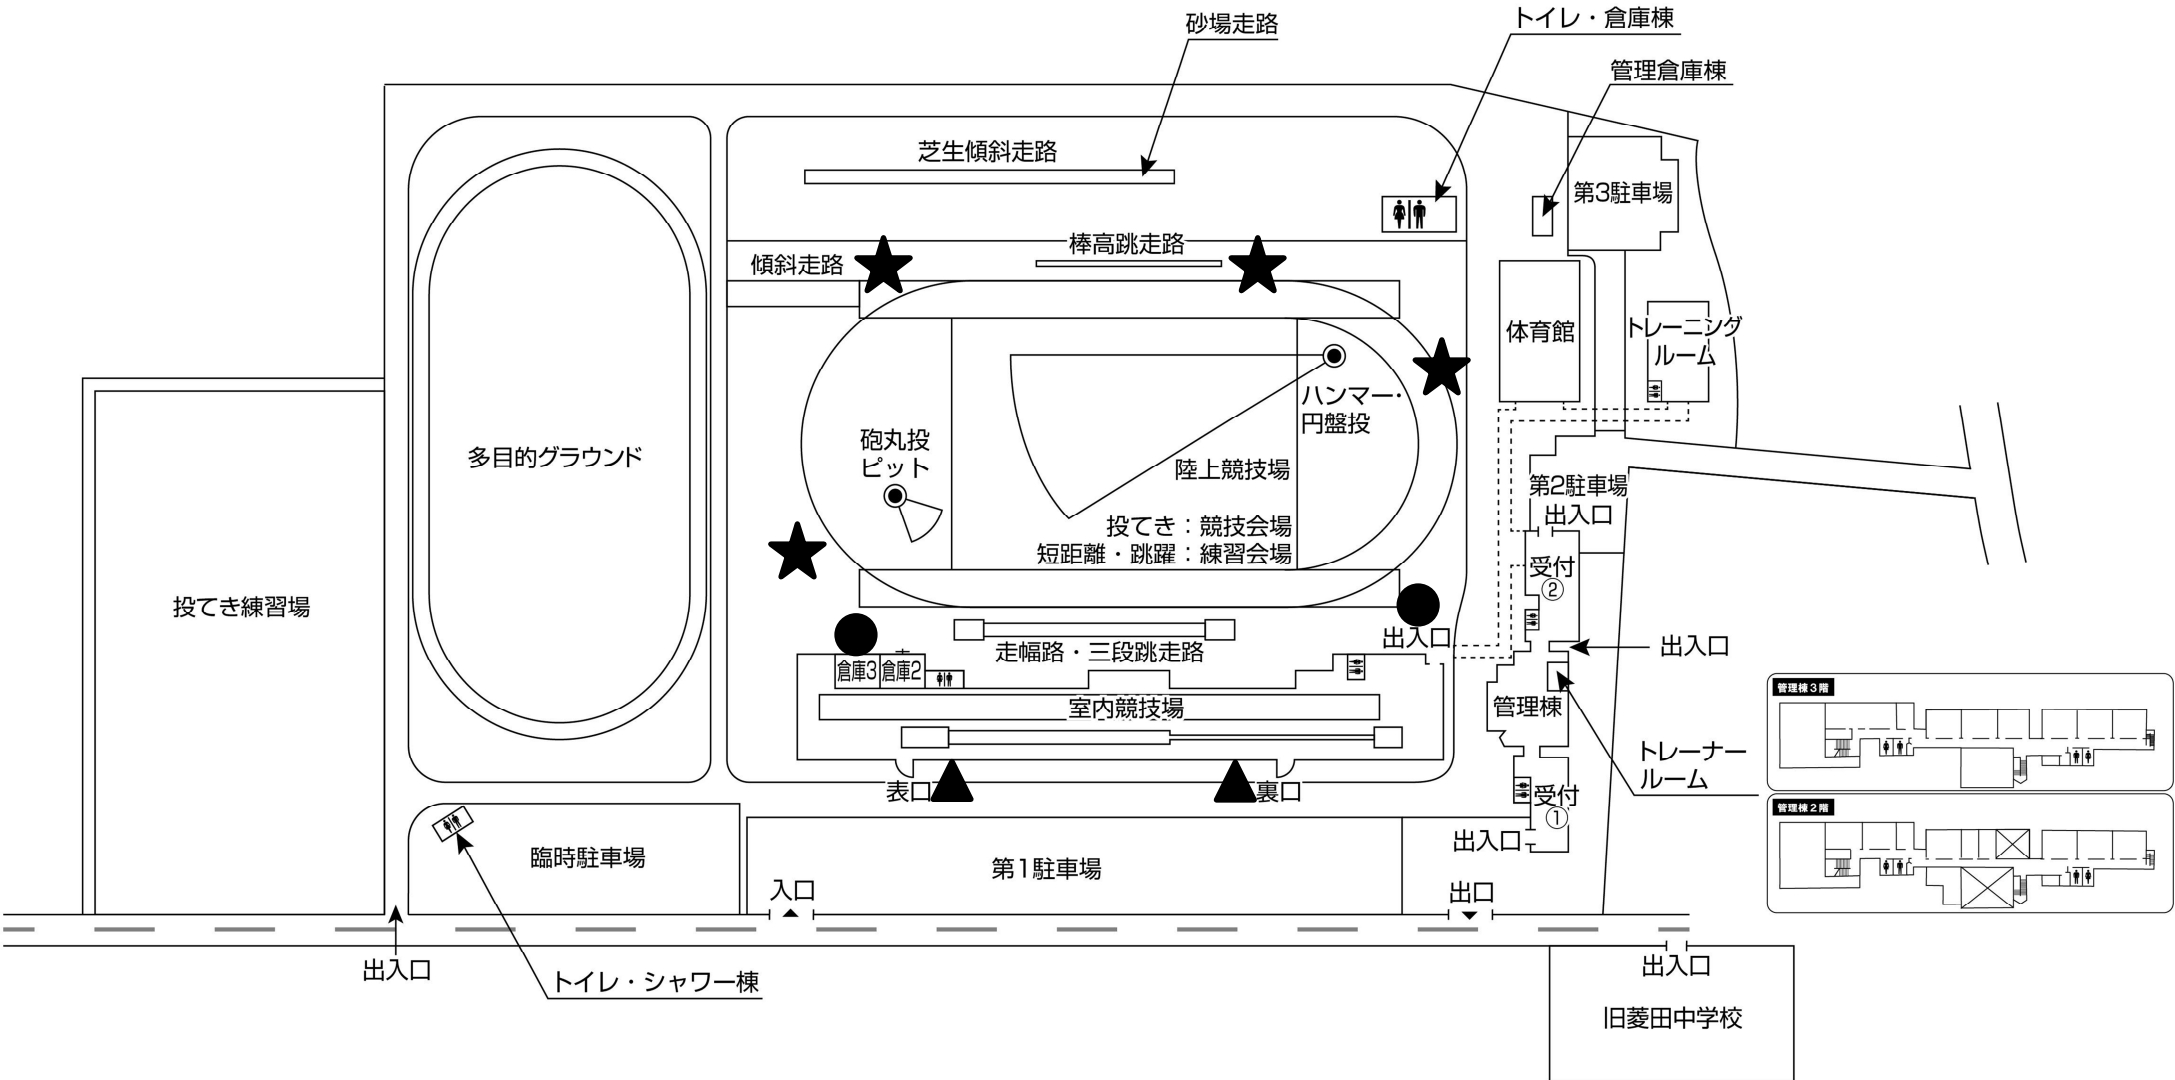 砂場走路
トイレ・倉庫棟
管理倉庫棟
芝生傾斜走路
第3駐車場
棒高跳走路
傾斜走路
体育館
トレーニング
ルーム
ハンマー・
円盤投
砲丸投
ピット
多目的グラウンド
陸上競技場
第2駐車場
出入口
投てき：競技会場
短距離・跳躍：練習会場
受付
②
投てき練習場
出入口
出入口
走幅路・三段跳走路
倉庫3
倉庫2
管理棟3階
室内競技場
管理棟
トレーナー
ルーム
表口
裏口
受付
①
管理棟2階
出入口
臨時駐車場
第1駐車場
入口
出口
出入口
トイレ・シャワー棟
出入口
旧菱田中学校